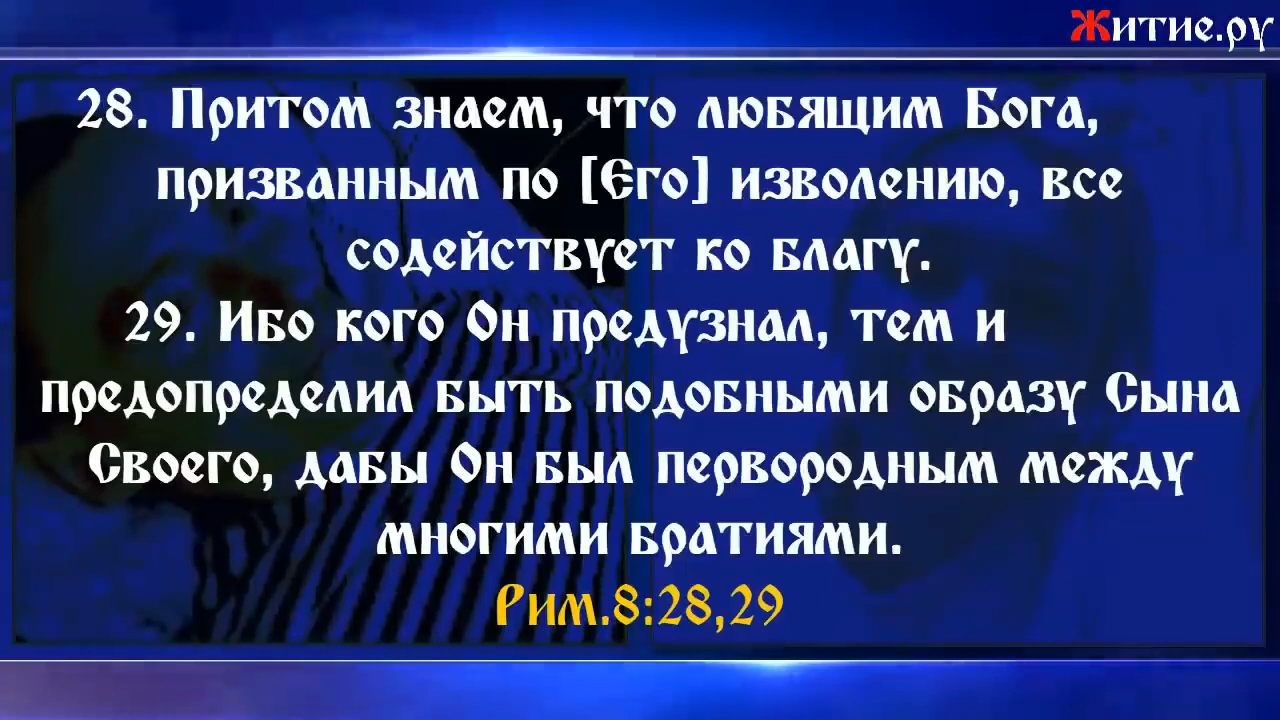 Житие.ру
28. Притом знаем, что любящим Бога,
призванным по [Его] изволению, все
содействует ко благу.
29. Ибо кого Он предузнал, тем и
предопределил быть подобными образу Сына
Своего, дабы Он был первородным между
многими братиями.
Рим.8:28,29